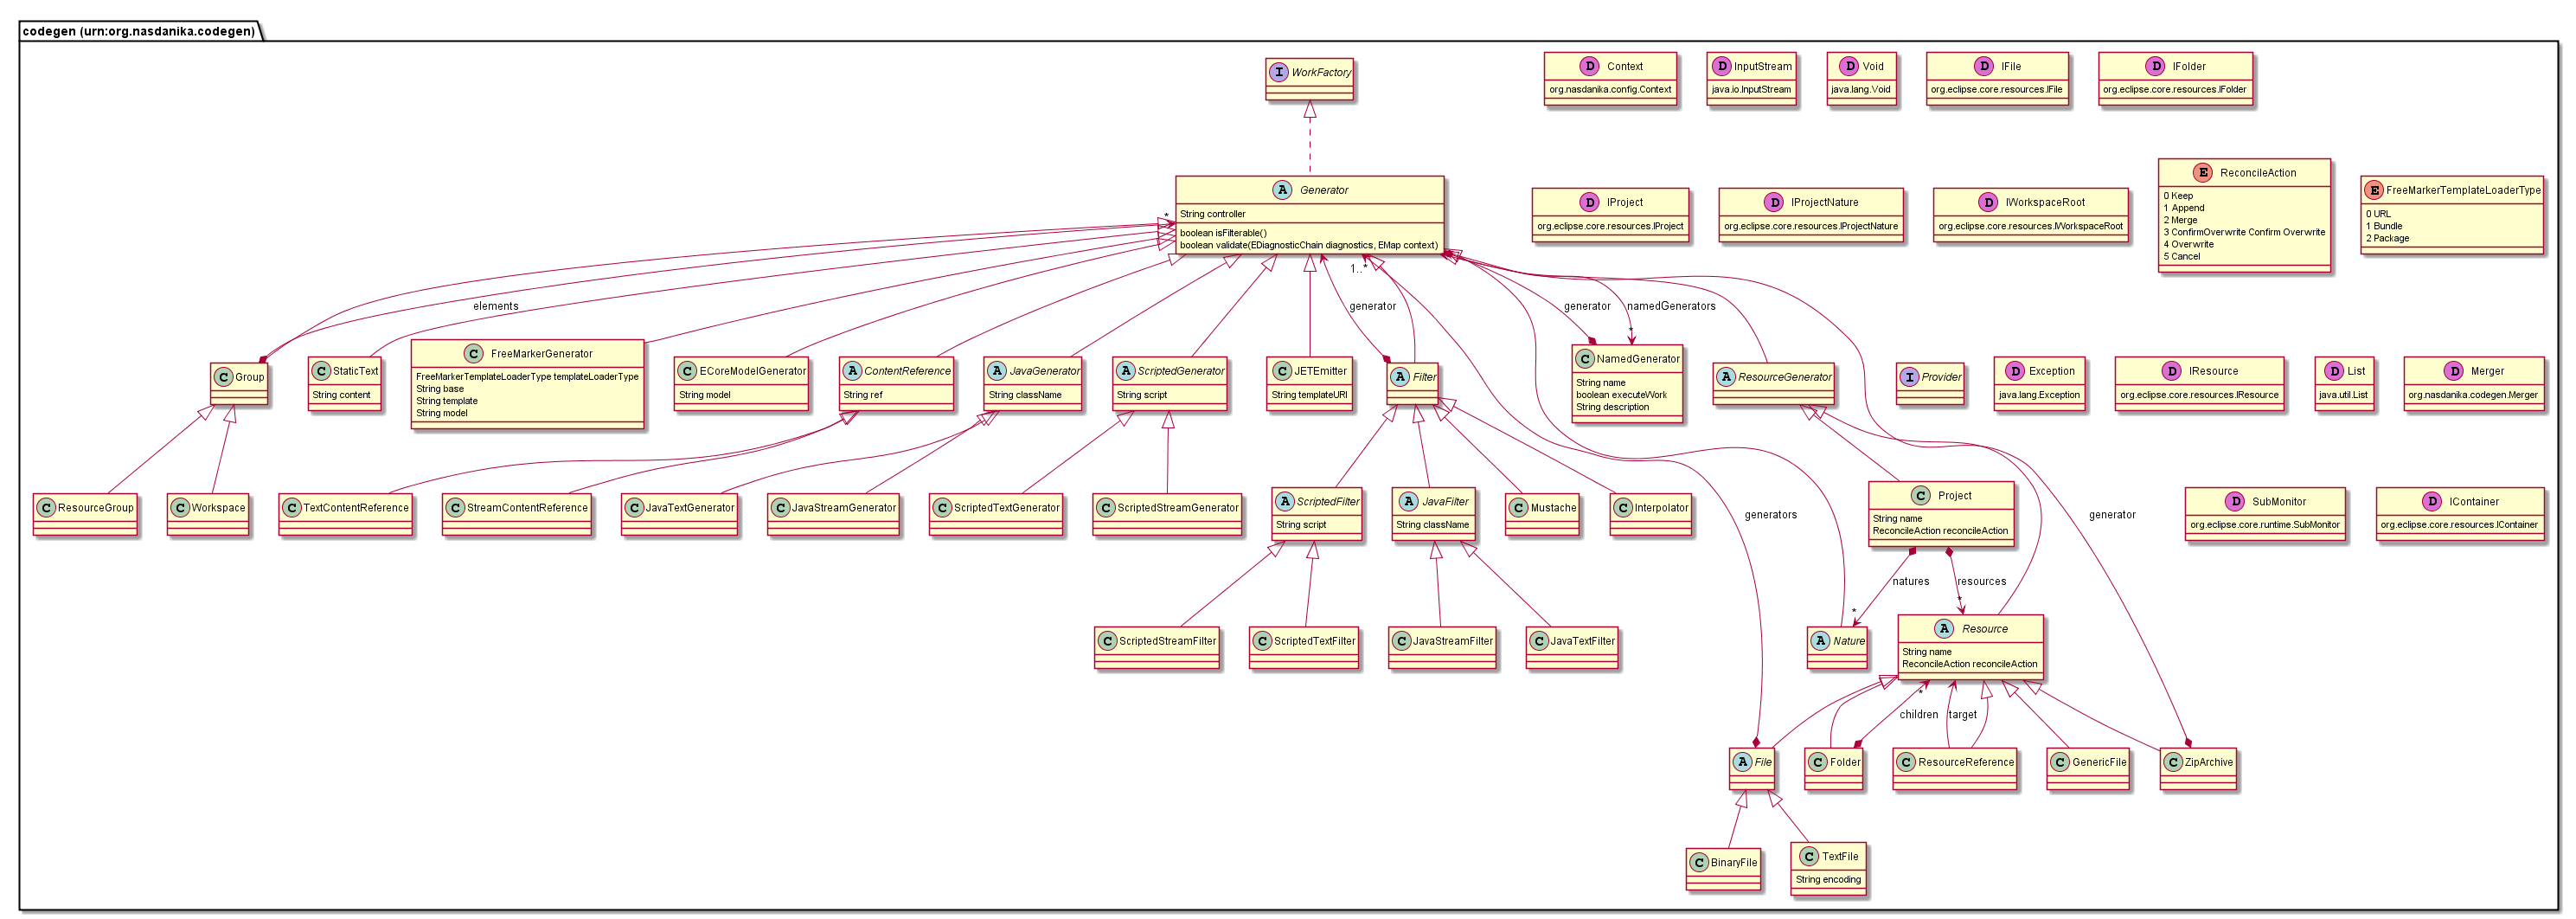 codegen (urn:org.nasdanika.codegen)
I WorkFactory
D Context
org.nasdanika.config.Context
D InputStream
java.io.InputStream
D Void
java.lang.Void
D IFile
org.eclipse.core.resources.IFile
D IFolder
org.eclipse.core.resources.IFolder
A Generator
String controller
boolean isFilterable()
boolean validate(EDiagnosticChain diagnostics, EMap context)
D IProject
org.eclipse.core.resources.IProject
D IProjectNature
org.eclipse.core.resources.IProjectNature
D IWorkspaceRoot
org.eclipse.core.resources.IWorkspaceRoot
E ReconcileAction
0 Keep
1 Append
2 Merge
3 ConfirmOverwrite Confirm Overwrite
4 Overwrite
5 Cancel
E FreeMarkerTemplateLoaderType
0 URL
1 Bundle
2 Package
*
1..*
elements
generator
generator
namedGenerators
*
C Group
C StaticText
String content
C FreeMarkerGenerator
FreeMarkerTemplateLoaderType templateLoaderType
String base
String template
String model
C ECoreModelGenerator
String model
A ContentReference
String ref
A JavaGenerator
String className
A ScriptedGenerator
String script
C JETEmitter
String templateURI
A Filter
C NamedGenerator
String name
boolean executeWork
String description
A ResourceGenerator
I Provider
D Exception
java.lang.Exception
D IResource
org.eclipse.core.resources.IResource
D List
java.util.List
D Merger
org.nasdanika.codegen.Merger
C ResourceGroup
C Workspace
C TextContentReference
C StreamContentReference
C JavaTextGenerator
C JavaStreamGenerator
C ScriptedTextGenerator
C ScriptedStreamGenerator
A ScriptedFilter
String script
A JavaFilter
String className
C Mustache
C Interpolator
generators
C Project
String name
ReconcileAction reconcileAction
generator
D SubMonitor
org.eclipse.core.runtime.SubMonitor
D IContainer
org.eclipse.core.resources.IContainer
natures
resources
*
*
C ScriptedStreamFilter
C ScriptedTextFilter
C JavaStreamFilter
C JavaTextFilter
A Nature
A Resource
String name
ReconcileAction reconcileAction
*
children
target
A File
C Folder
C ResourceReference
C GenericFile
C ZipArchive
C BinaryFile
C TextFile
String encoding